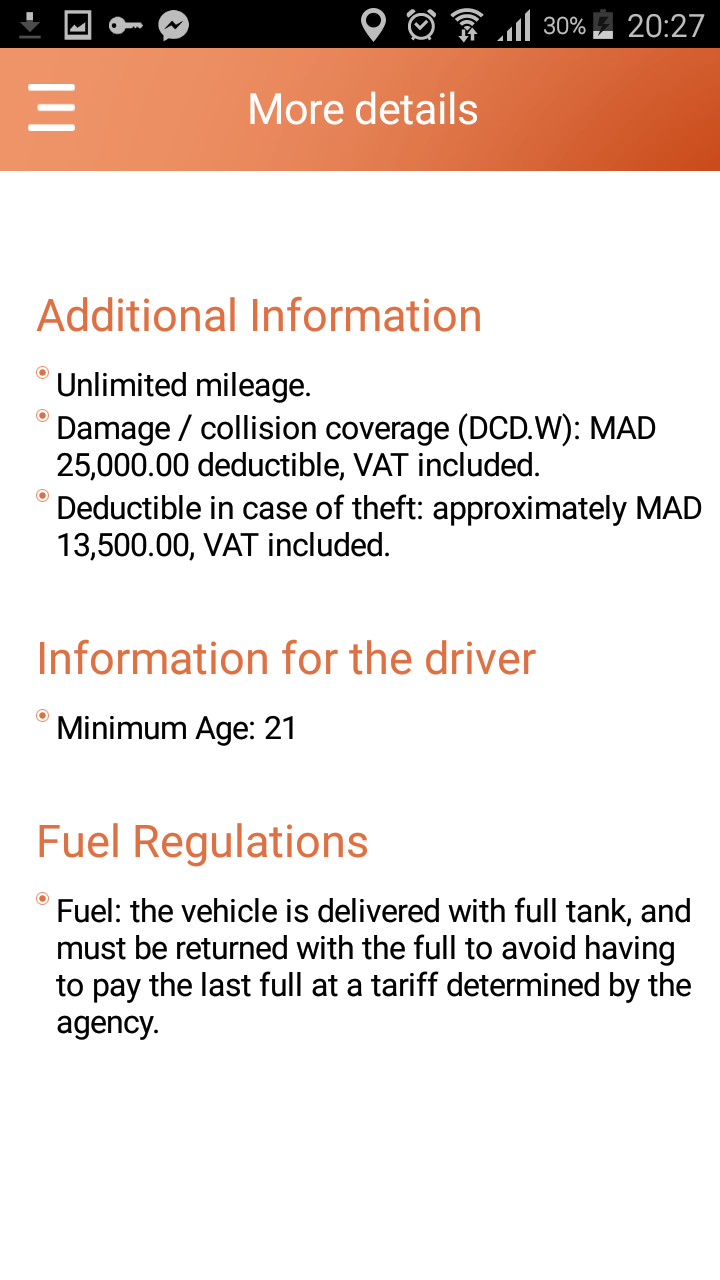 30% 20:27
More details
Additional Information
Unlimited mileage.
Damage / collision coverage (DCD.W): MAD
25,000.00 deductible, VAT included.
Deductible in case of theft: approximately MAD
13,500.00, VAT included.
Information for the driver
Minimum Age: 21
Fuel Regulations
Fuel: the vehicle is delivered with full tank, and
must be returned with the full to avoid having
to pay the last full at a tariff determined by the
agency.